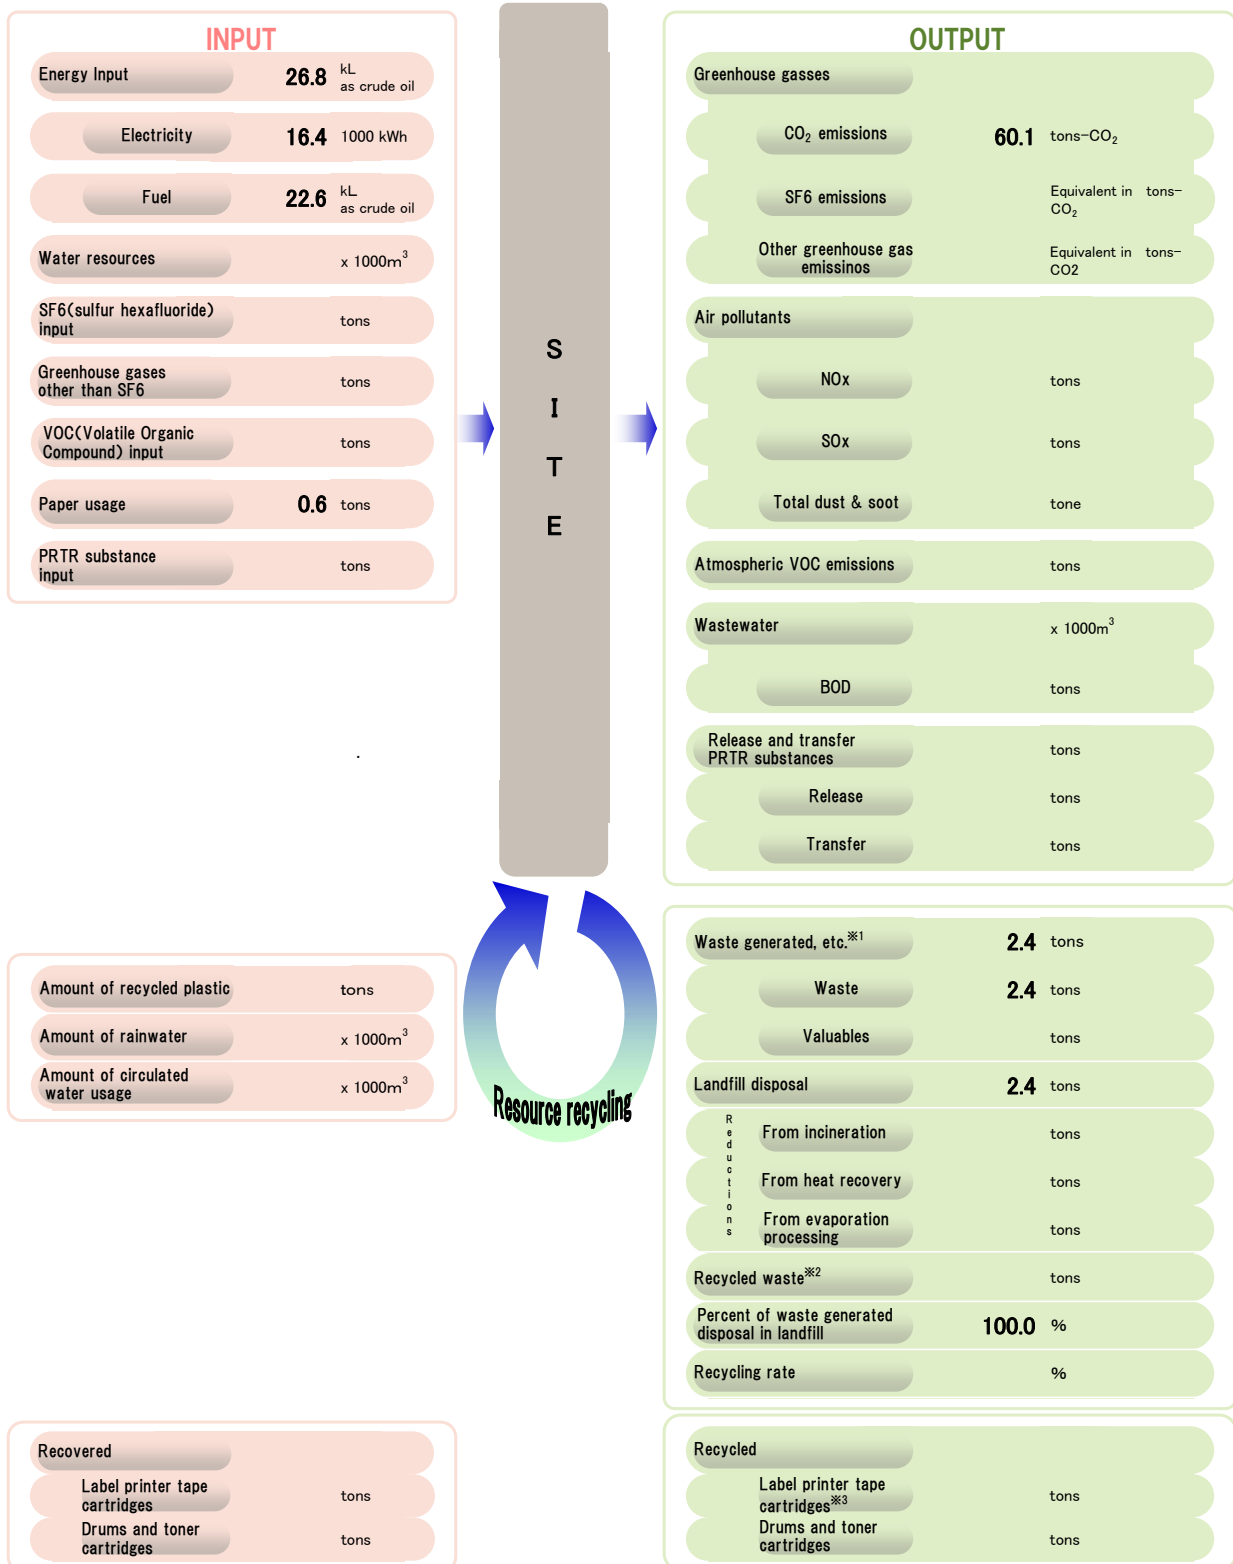 INPUT
Energy Input 26.8 kL
as crude oil
Electricity 16.4 1000 kWh
Fuel 22.6 kL
as crude oil
Water resources x 1000m³
SF6(sulfur hexafluoride)
input tons
Greenhouse gases
other than SF6 tons
VOC(Volatile Organic
Compound) input tons
Paper usage 0.6 tons
PRTR substance
input tons
S
I
T
E
OUTPUT
Greenhouse gasses
CO₂ emissions 60.1 tons-CO₂
SF6 emissions Equivalent in tons-
CO₂
Other greenhouse gas
emissinos Equivalent in tons-
CO2
Air pollutants
NOx tons
SOx tons
Total dust & soot tone
Atmospheric VOC emissions tons
Wastewater x 1000m³
BOD tons
Release and transfer
PRTR substances tons
Release tons
Transfer tons
Amount of recycled plastic tons
Amount of rainwater x 1000m³
Amount of circulated
water usage x 1000m³
Resource recycling
Waste generated, etc.※1 2.4 tons
Waste 2.4 tons
Valuables tons
Landfill disposal 2.4 tons
Reductions
From incineration tons
From heat recovery tons
From evaporation
processing tons
Recycled waste※2 tons
Percent of waste generated
disposal in landfill 100.0 %
Recycling rate %
Recovered
Label printer tape
cartridges tons
Drums and toner
cartridges tons
Recycled
Label printer tape
cartridges※3 tons
Drums and toner
cartridges tons